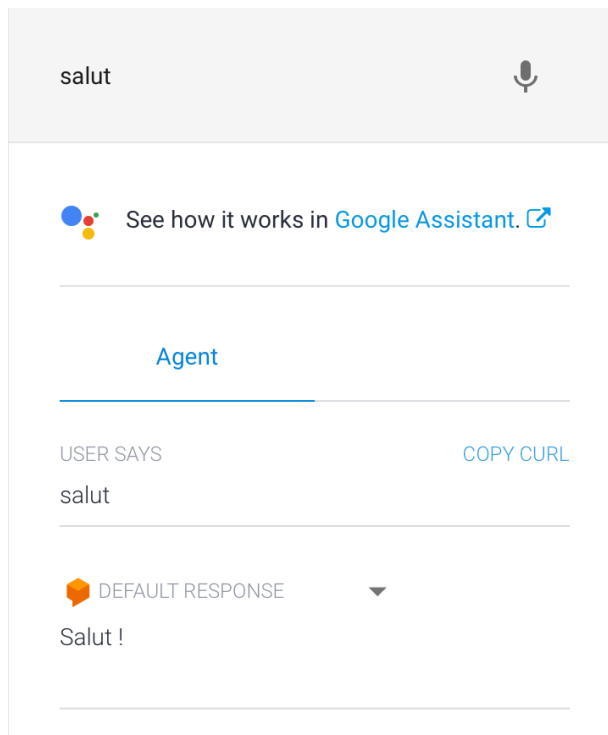 salut
See how it works in Google Assistant.
Agent
USER SAYS COPY CURL
salut
DEFAULT RESPONSE
Salut !